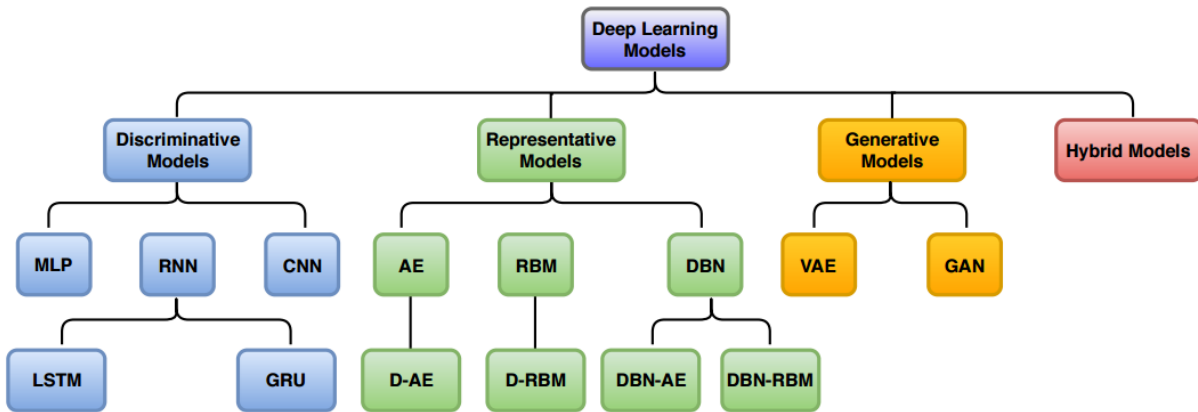 Deep Learning
Models
Discriminative
Models
Representative
Models
Generative
Models
Hybrid Models
MLP
RNN
CNN
AE
RBM
DBN
VAE
GAN
LSTM
GRU
D-AE
D-RBM
DBN-AE
DBN-RBM